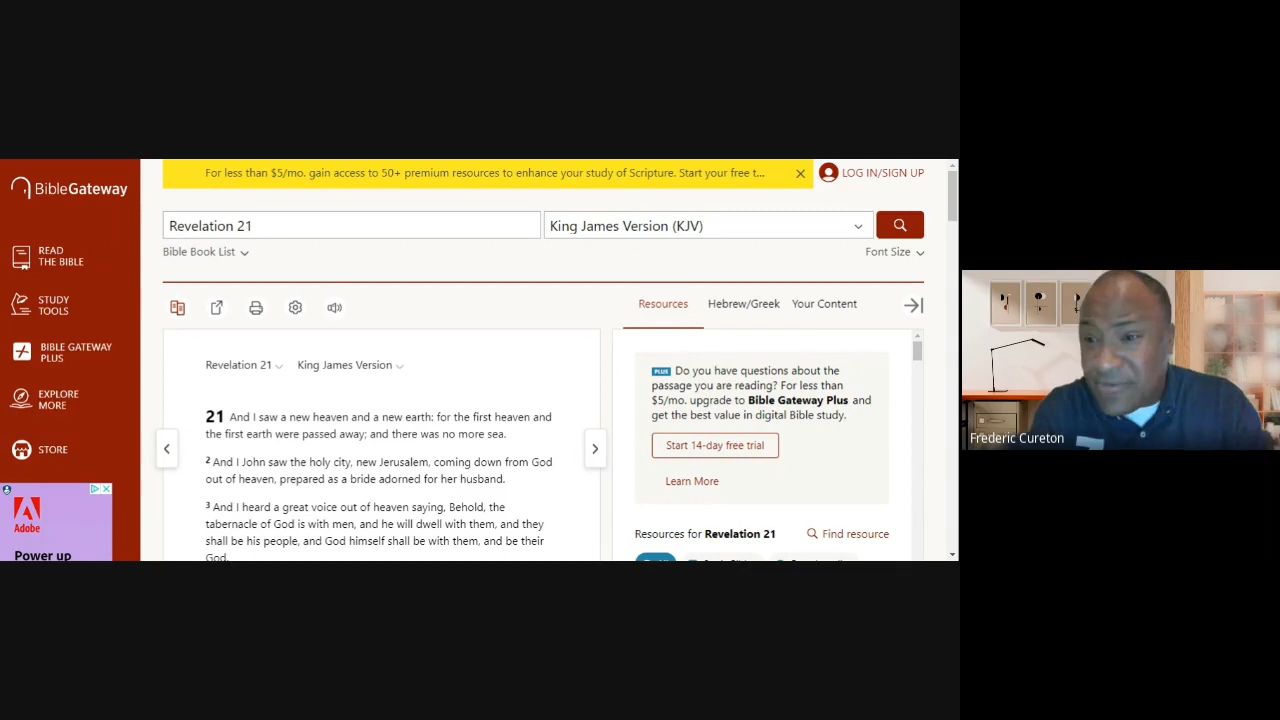 For less than $5/mo. gain access to 50+ premium resources to enhance your study of Scripture. Start your free t...
LOG IN/SIGN UP
BibleGateway
Revelation 21
King James Version (KJV)
Bible Book List
Font Size
READ
THE BIBLE
STUDY
TOOLS
BIBLE GATEWAY
PLUS
EXPLORE
MORE
STORE
Adobe
Power up
Resources
Hebrew/Greek
Your Content
Revelation 21
King James Version
21 And I saw a new heaven and a new earth: for the first heaven and
the first earth were passed away; and there was no more sea.
2 And I John saw the holy city, new Jerusalem, coming down from God
out of heaven, prepared as a bride adorned for her husband.
3 And I heard a great voice out of heaven saying, Behold, the
tabernacle of God is with men, and he will dwell with them, and they
shall be his people, and God himself shall be with them, and be their
God.
PLUS Do you have questions about the
passage you are reading? For less than
$5/mo. upgrade to Bible Gateway Plus and
get the best value in digital Bible study.
Start 14-day free trial
Learn More
Resources for Revelation 21
Find resource
Frederic Cureton